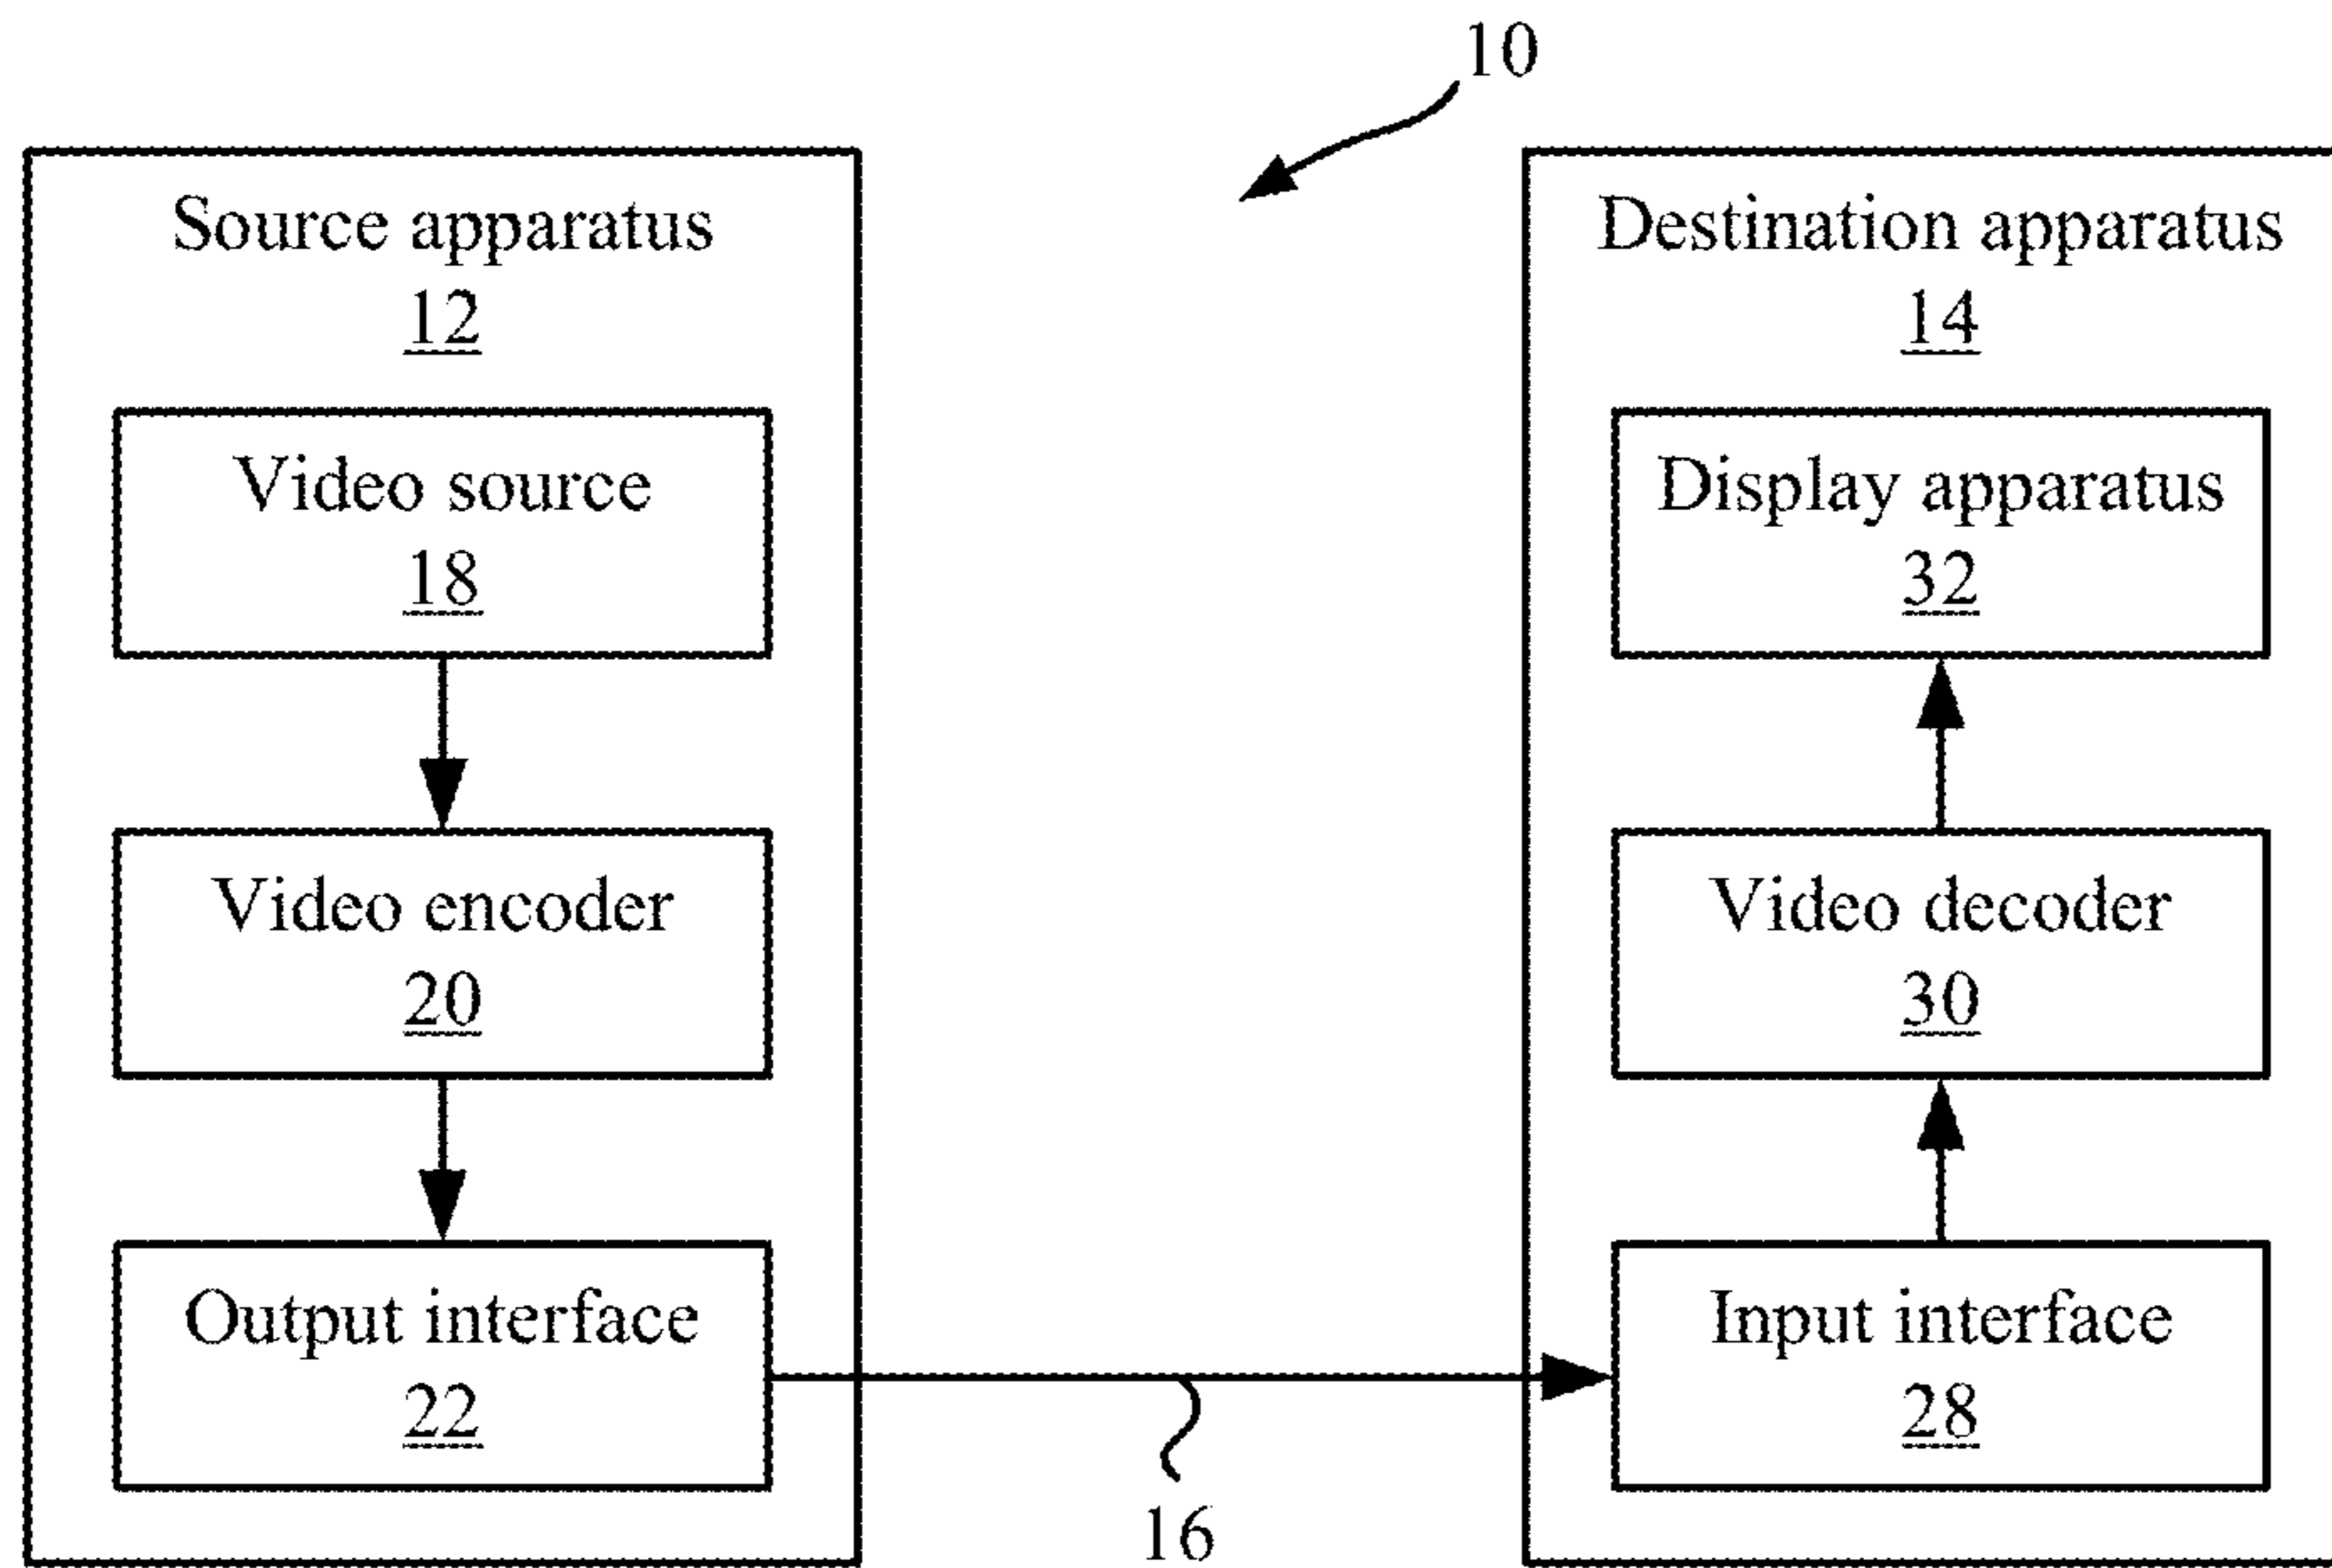 10
Source apparatus
12
Video source
18
Video encoder
20
Output interface
22
16
Destination apparatus
14
Display apparatus
32
Video decoder
30
Input interface
28